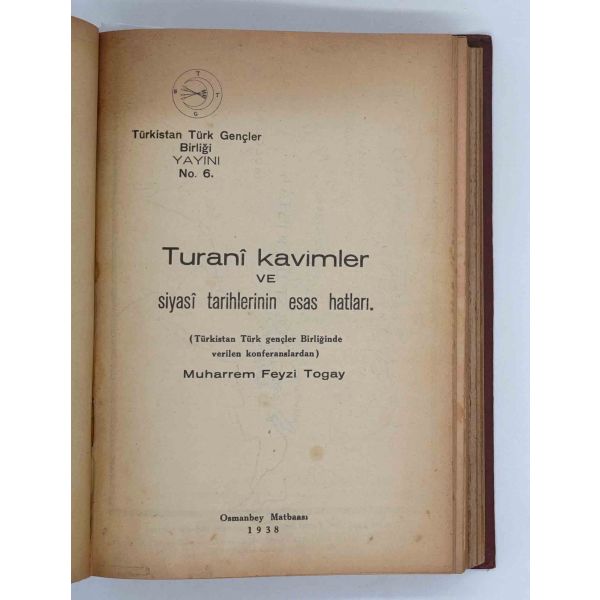 T
B T
G
Türkistan Türk Gençler
Birliği
YAYINI
No. 6.
Turanî kavimler
VE
siyasî tarihlerinin esas hatları.
(Türkistan Türk gençler Birliğinde
verilen konferanslardan)
Muharrem Feyzi Togay
Osmanbey Matbaası
1938